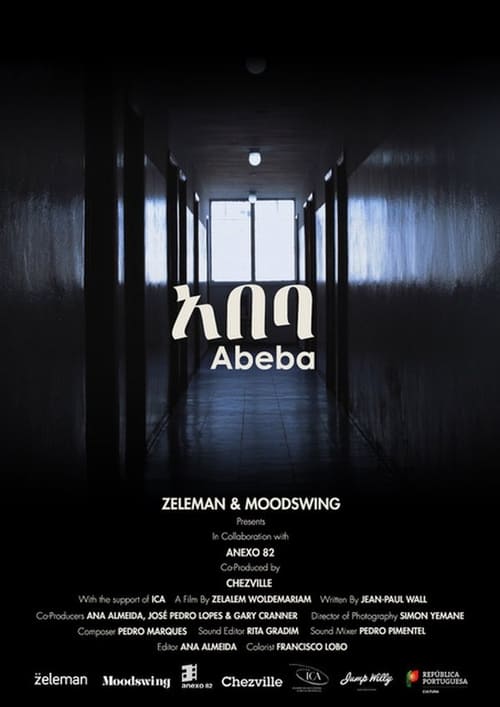 አበባ
Abeba
ZELEMAN & MOODSWING
Presents
In Collaboration with
ANEXO 82
Co-Produced by
CHEZVILLE
With the support of ICA A Film By ZELALEM WOLDEMARIAM Written By JEAN-PAUL WALL
Co-Producers ANA ALMEIDA, JOSÉ PEDRO LOPES & GARY CRANNER Director of Photography SIMON YEMANE
Composer PEDRO MARQUES Sound Editor RITA GRADIM Sound Mixer PEDRO PIMENTEL
Editor ANA ALMEIDA Colorist FRANCISCO LOBO
zeleman Moodswing anexo 82 Chezville ICA Jump Willy REPÚBLICA PORTUGUESA
CULTURA